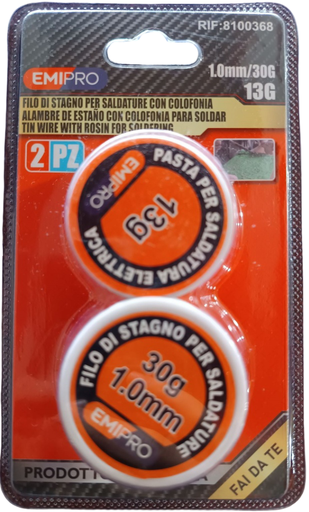 RIF:8100368
EMIPRO
1.0mm/30G
13G
FILO DI STAGNO PER SALDATURE CON COLOFONIA
ALAMBRE DE ESTAÑO CON COLOFONIA PARA SOLDAR
TIN WIRE WITH ROSIN FOR SOLDERING
2 PZ
EMIPRO
13g
PASTA PER SALDATURA ELETTRICA
FILO DI STAGNO PER SALDATURE
30g
1.0mm
EMIPRO
PRODOTTO
FAI DA TE